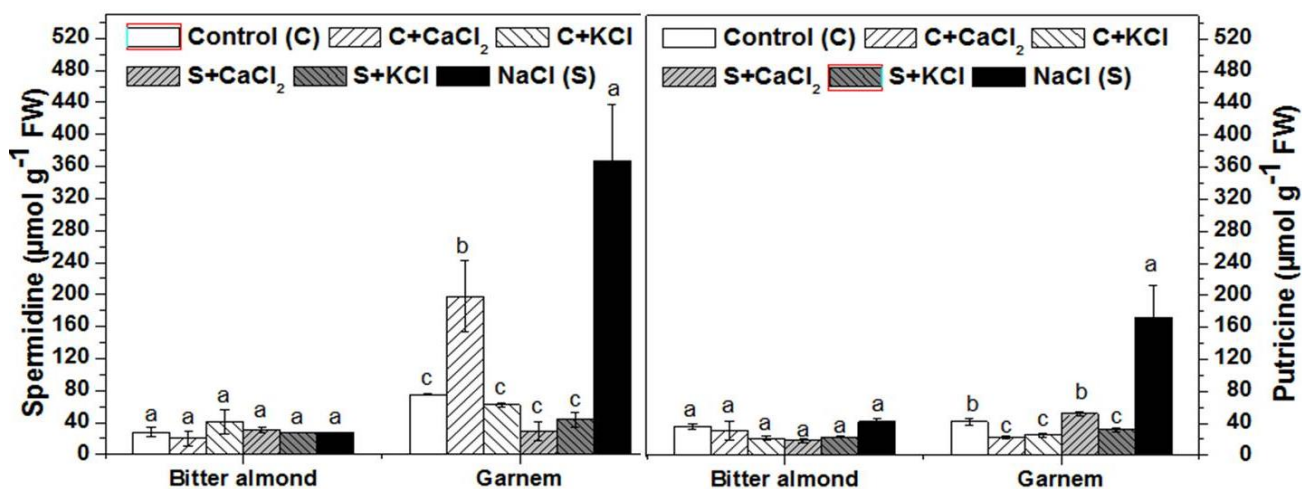 Spermidine (µmol g⁻¹ FW)
520
480
440
400
360
320
280
240
200
160
120
80
40
0
Control (C) C+CaCl₂ C+KCl
S+CaCl₂ S+KCl NaCl (S)
a a a a a a
c b c c c a
Bitter almond Garnem
Control (C) C+CaCl₂ C+KCl
S+CaCl₂ S+KCl NaCl (S)
a a a a a a
b c c b c a
Bitter almond Garnem
520
480
440
400
360
320
280
240
200
160
120
80
40
0
Putricine (µmol g⁻¹ FW)